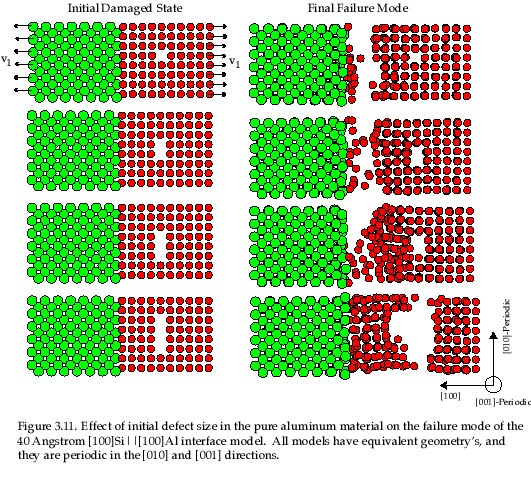 Initial Damaged State
Final Failure Mode
v1
v1
[010]-Periodic
[100]
[001]-Periodic
Figure 3.11. Effect of initial defect size in the pure aluminum material on the failure mode of the
40 Angstrom [100]Si||[100]Al interface model. All models have equivalent geometry's, and
they are periodic in the [010] and [001] directions.